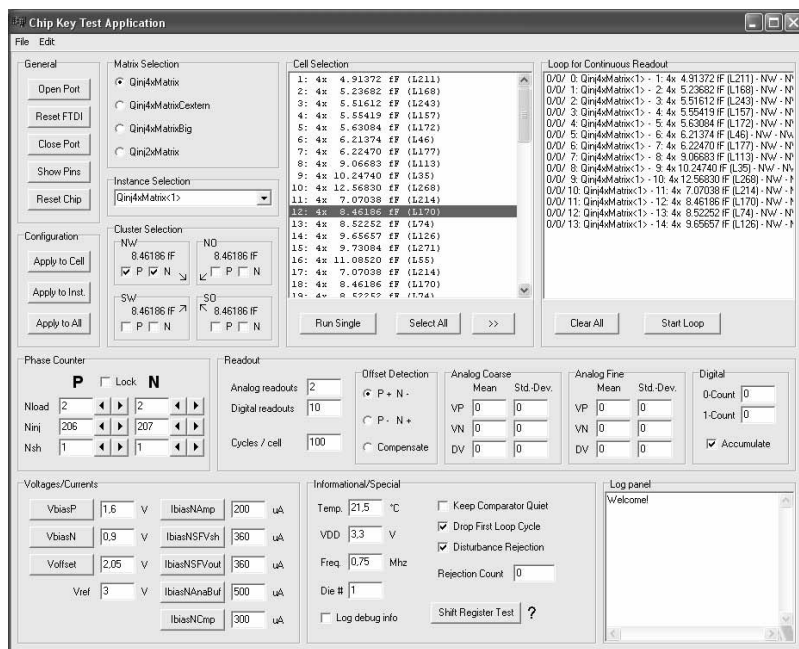 Chip Key Test Application
File Edit
General
Open Port
Reset FTDI
Close Port
Show Pins
Reset Chip
Configuration
Apply to Cell
Apply to Inst.
Apply to All
Matrix Selection
Qinj4xMatrix
Qinj4xMatrixCextern
Qinj4xMatrixBig
Qinj2xMatrix
Instance Selection
Qinj4xMatrix<1>
Cluster Selection
NW
8.46186 fF
P N
NO
8.46186 fF
P N
SW
8.46186 fF
P N
SO
8.46186 fF
P N
Cell Selection
1: 4x 4.91372 fF (L211)
2: 4x 5.23682 fF (L168)
3: 4x 5.51612 fF (L243)
4: 4x 5.55419 fF (L157)
5: 4x 5.63084 fF (L172)
6: 4x 6.21374 fF (L46)
7: 4x 6.22470 fF (L177)
8: 4x 9.06683 fF (L113)
9: 4x 10.24740 fF (L35)
10: 4x 12.56830 fF (L268)
11: 4x 7.07038 fF (L214)
12: 4x 8.46186 fF (L170)
13: 4x 8.52252 fF (L74)
14: 4x 9.65657 fF (L126)
15: 4x 9.73084 fF (L271)
16: 4x 11.08520 fF (L55)
17: 4x 7.07038 fF (L214)
18: 4x 8.46186 fF (L170)
19: 4x 8.52252 fF (L74)
Run Single Select All >>
Loop for Continuous Readout
0/0/ 0: Qinj4xMatrix<1> - 1: 4x 4.91372 fF (L211) - NW - N
0/0/ 1: Qinj4xMatrix<1> - 2: 4x 5.23682 fF (L168) - NW - N
0/0/ 2: Qinj4xMatrix<1> - 3: 4x 5.51612 fF (L243) - NW - N
0/0/ 3: Qinj4xMatrix<1> - 4: 4x 5.55419 fF (L157) - NW - N
0/0/ 4: Qinj4xMatrix<1> - 5: 4x 5.63084 fF (L172) - NW - N
0/0/ 5: Qinj4xMatrix<1> - 6: 4x 6.21374 fF (L46) - NW - NW
0/0/ 6: Qinj4xMatrix<1> - 7: 4x 6.22470 fF (L177) - NW - N
0/0/ 7: Qinj4xMatrix<1> - 8: 4x 9.06683 fF (L113) - NW - N
0/0/ 8: Qinj4xMatrix<1> - 9: 4x 10.24740 fF (L35) - NW - N
0/0/ 9: Qinj4xMatrix<1> - 10: 4x 12.56830 fF (L268) - NW -
0/0/ 10: Qinj4xMatrix<1> - 11: 4x 7.07038 fF (L214) - NW -
0/0/ 11: Qinj4xMatrix<1> - 12: 4x 8.46186 fF (L170) - NW -
0/0/ 12: Qinj4xMatrix<1> - 13: 4x 8.52252 fF (L74) - NW - N
0/0/ 13: Qinj4xMatrix<1> - 14: 4x 9.65657 fF (L126) - NW -
Clear All Start Loop
Phase Counter
P Lock N
Nload 2 2
Ninj 206 207
Nsh 1 1
Readout
Analog readouts 2
Digital readouts 10
Cycles / cell 100
Offset Detection
P + N -
P - N +
Compensate
Analog Coarse
Mean Std.-Dev.
VP 0 0
VN 0 0
DV 0 0
Analog Fine
Mean Std.-Dev.
VP 0 0
VN 0 0
DV 0 0
Digital
0-Count 0
1-Count 0
Accumulate
Voltages/Currents
VbiasP 1,6 V
VbiasN 0,9 V
Voffset 2,05 V
Vref 3 V
IbiasNAmp 200 uA
IbiasNSFVsh 360 uA
IbiasNSFVout 360 uA
IbiasNAnaBuf 500 uA
IbiasNCmp 300 uA
Informational/Special
Temp. 21,5 °C
VDD 3,3 V
Freq. 0,75 Mhz
Die # 1
Log debug info
Keep Comparator Quiet
Drop First Loop Cycle
Disturbance Rejection
Rejection Count 0
Shift Register Test ?
Log panel
Welcome!